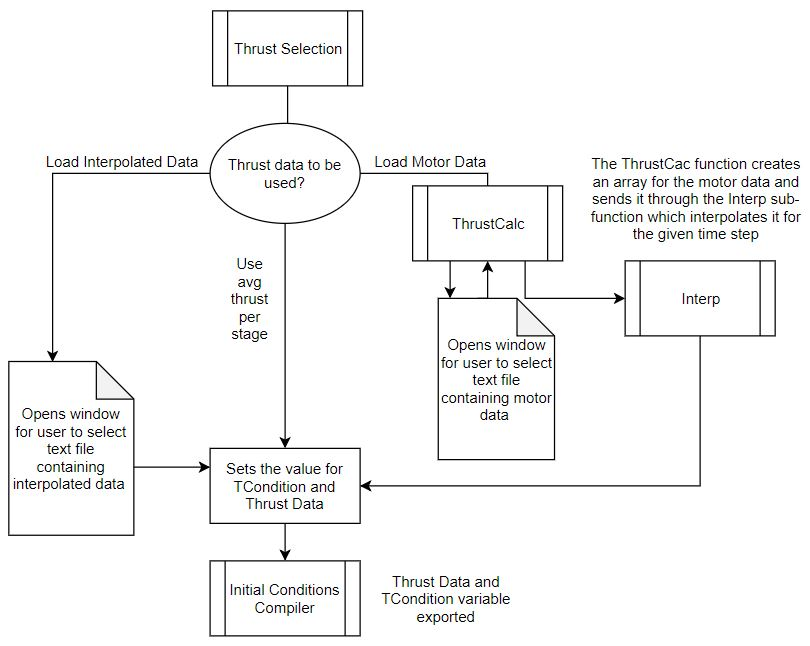 Thrust Selection
Load Interpolated Data
Thrust data to be
used?
Load Motor Data
The ThrustCac function creates
an array for the motor data and
sends it through the Interp sub-
function which interpolates it for
the given time step
ThrustCalc
Use
avg
thrust
per
stage
Interp
Opens window
for user to select
text file
containing motor
data
Opens window
for user to select
text file
containing
interpolated data
Sets the value for
TCondition and
Thrust Data
Initial Conditions
Compiler
Thrust Data and
TCondition variable
exported